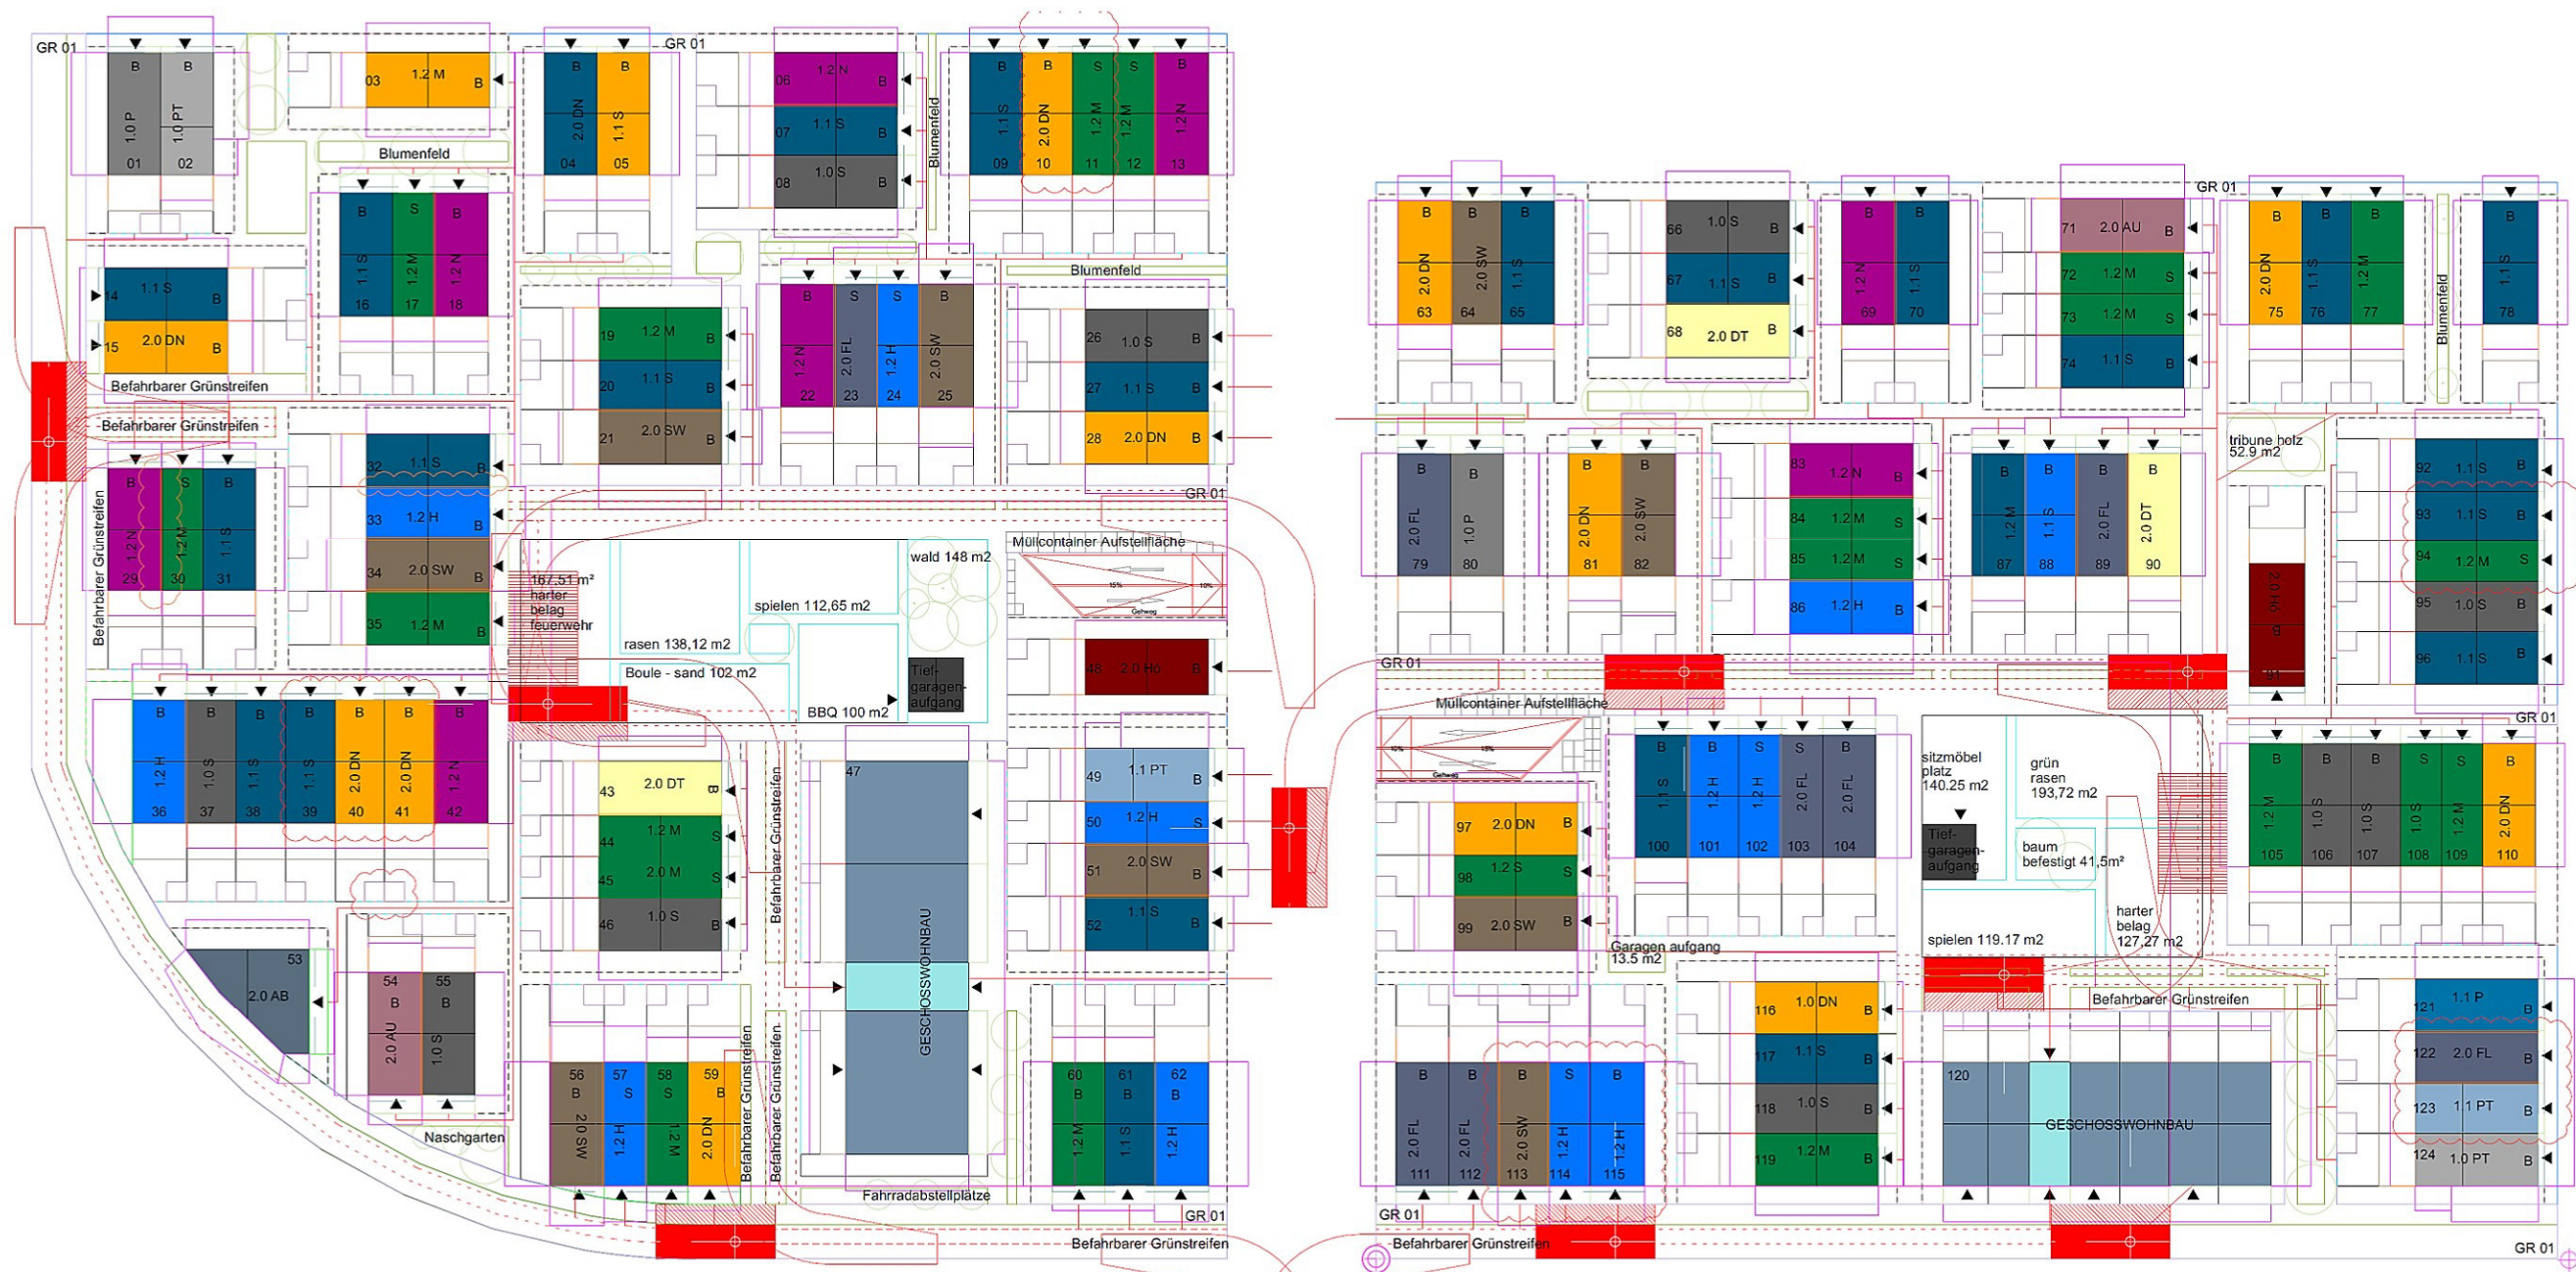 GR 01
B
1.0 P
01
B
1.0 PT
02
03
1.2 M
B
B
2.0 DN
04
B
1.1 S
05
GR 01
06
1.2 N
B
07
1.1 S
B
08
1.0 S
B
Blumenfeld
B
1.1 S
09
B
2.0 DN
10
S
1.2 M
11
S
1.2 M
12
B
1.2 N
13
Blumenfeld
B
1.1 S
16
S
1.2 M
17
B
1.2 N
18
14
1.1 S
B
15
2.0 DN
B
Befahrbarer Grünstreifen
Befahrbarer Grünstreifen
19
1.2 M
B
20
1.1 S
B
21
2.0 SW
B
B
1.2 N
22
S
2.0 FL
23
S
1.2 H
24
B
2.0 SW
25
Blumenfeld
26
1.0 S
B
27
1.1 S
B
28
2.0 DN
B
GR 01
Befahrbarer Grünstreifen
B
1.2 N
29
S
1.2 M
30
B
1.1 S
31
32
1.1 S
B
33
1.2 H
B
34
2.0 SW
B
35
1.2 M
B
167,51 m²
harter
belag
feuerwehr
rasen 138,12 m2
spielen 112,65 m2
wald 148 m2
Boule - sand 102 m2
BBQ 100 m2
Tief-
garagen-
aufgang
Müllcontainer Aufstellfläche
15%
10%
Gehweg
48
2.0 Ho
B
B
1.2 H
36
B
1.0 S
37
B
1.1 S
38
B
1.1 S
39
B
2.0 DN
40
B
2.0 DN
41
B
1.2 N
42
43
2.0 DT
B
44
1.2 M
S
45
2.0 M
S
46
1.0 S
B
Befahrbarer Grünstreifen
47
GESCHOSSWOHNBAU
49
1.1 PT
B
50
1.2 H
S
51
2.0 SW
B
52
1.1 S
B
53
2.0 AB
54
B
2.0 AU
55
B
1.0 S
Naschgarten
56
B
2.0 SW
57
S
1.2 H
58
S
1.2 M
59
B
2.0 DN
Befahrbarer Grünstreifen
Befahrbarer Grünstreifen
Fahrradabstellplätze
60
B
1.2 M
61
B
1.1 S
62
B
1.2 H
GR 01
Befahrbarer Grünstreifen
B
2.0 DN
63
B
2.0 SW
64
B
1.1 S
65
66
1.0 S
B
67
1.1 S
B
68
2.0 DT
B
B
1.2 N
69
B
1.1 S
70
71
2.0 AU
B
72
1.2 M
S
73
1.2 M
S
74
1.1 S
B
GR 01
B
2.0 DN
75
B
1.1 S
76
B
1.2 M
77
Blumenfeld
B
1.1 S
78
B
2.0 FL
79
B
1.0 P
80
B
2.0 DN
81
B
2.0 SW
82
83
1.2 N
B
84
1.2 M
S
85
1.2 M
S
86
1.2 H
B
B
1.2 M
87
B
1.1 S
88
B
2.0 FL
89
B
2.0 DT
90
tribune holz
52.9 m2
2.0 Ho
B
91
92
1.1 S
B
93
1.1 S
B
94
1.2 M
S
95
1.0 S
B
96
1.1 S
B
GR 01
Müllcontainer Aufstellfläche
10%
15%
Gehweg
GR 01
97
2.0 DN
B
98
1.2 S
S
99
2.0 SW
B
B
1.1 S
100
B
1.2 H
101
S
1.2 H
102
S
2.0 FL
103
B
2.0 FL
104
Garagen aufgang
13.5 m2
sitzmöbel
platz
140.25 m2
grün
rasen
193,72 m2
Tief-
garagen-
aufgang
baum
befestigt 41,5m²
spielen 119.17 m2
harter
belag
127,27 m2
B
1.2 M
105
B
1.0 S
106
B
1.0 S
107
S
1.0 S
108
S
1.2 M
109
B
2.0 DN
110
Befahrbarer Grünstreifen
B
2.0 FL
111
B
2.0 FL
112
B
2.0 SW
113
S
1.2 H
114
B
1.2 H
115
116
1.0 DN
B
117
1.1 S
B
118
1.0 S
B
119
1.2 M
B
120
GESCHOSSWOHNBAU
121
1.1 P
B
122
2.0 FL
B
123
1.1 PT
B
124
1.0 PT
B
GR 01
Befahrbarer Grünstreifen
GR 01